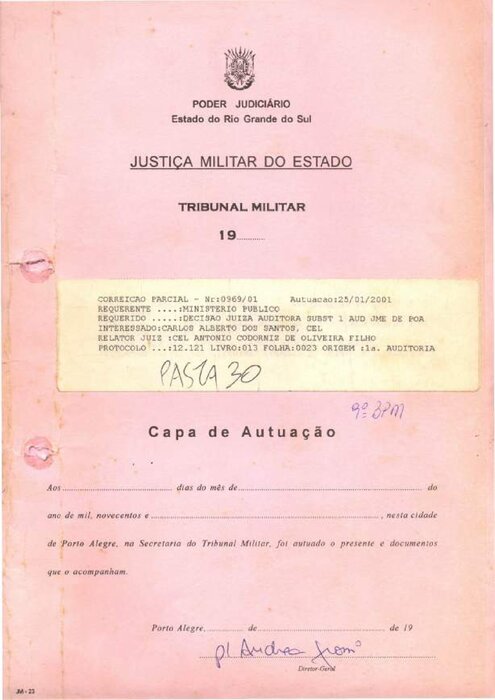 PODER JUDICIÁRIO
Estado do Rio Grande do Sul
JUSTIÇA MILITAR DO ESTADO
TRIBUNAL MILITAR
19............
CORREICAO PARCIAL - Nr:0969/01 Autuacao:25/01/2001
REQUERENTE ....:MINISTERIO PUBLICO
REQUERIDO .....:DECISAO JUIZA AUDITORA SUBST 1 AUD JME DE POA
INTERESSADO:CARLOS ALBERTO DOS SANTOS, CEL
RELATOR JUIZ :CEL ANTONIO CODORNIZ DE OLIVEIRA FILHO
PROTOCOLO ...:12.121 LIVRO:013 FOLHA:0023 ORIGEM :1a. AUDITORIA
PASTA 30
9º BPM
Capa de Autuação
Aos.................... dias do mês de.................... do
ano de mil, novecentos e...................., nesta cidade
de Porto Alegre, na Secretaria do Tribunal Militar, foi autuado o presente e documentos
que o acompanham.
Porto Alegre, ............ de.................... de 19
p/ Andrea
Diretor-Geral
JM - 23